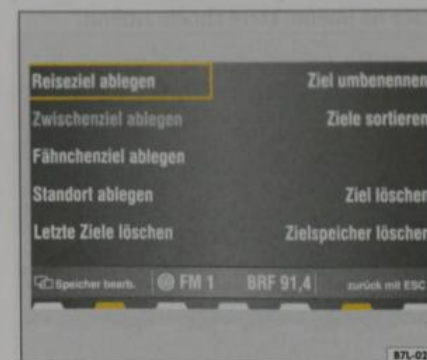 Reiseziel ablegen Ziel umbenennen
Zwischenziel ablegen Ziele sortieren
Fähnchenziel ablegen
Standort ablegen Ziel löschen
Letzte Ziele löschen Zielspeicher löschen
Speicher bearb. FM 1 BRF 91,4 zurück mit ESC